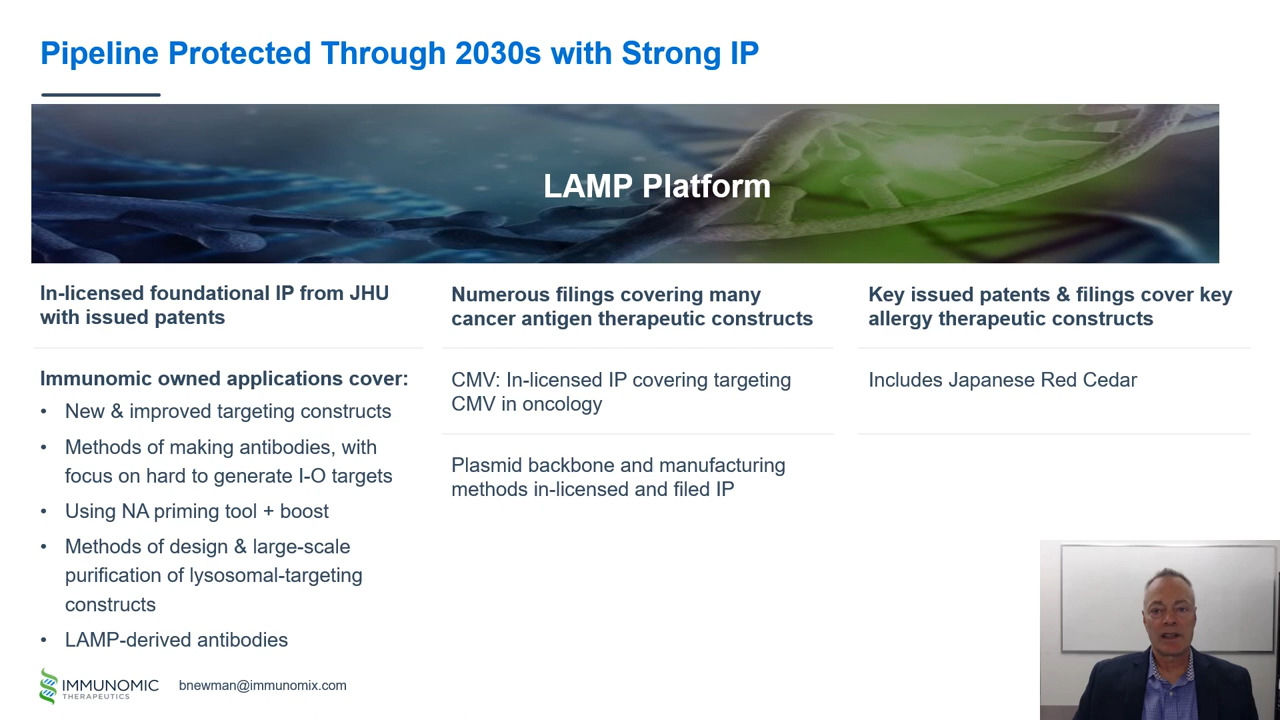 Pipeline Protected Through 2030s with Strong IP
LAMP Platform
In-licensed foundational IP from JHU
with issued patents
Immunomic owned applications cover:
• New & improved targeting constructs
• Methods of making antibodies, with
focus on hard to generate I-O targets
• Using NA priming tool + boost
• Methods of design & large-scale
purification of lysosomal-targeting
constructs
• LAMP-derived antibodies
Numerous filings covering many
cancer antigen therapeutic constructs
CMV: In-licensed IP covering targeting
CMV in oncology
Plasmid backbone and manufacturing
methods in-licensed and filed IP
Key issued patents & filings cover key
allergy therapeutic constructs
Includes Japanese Red Cedar
IMMUNOMIC
THERAPEUTICS
bnewman@immunomix.com